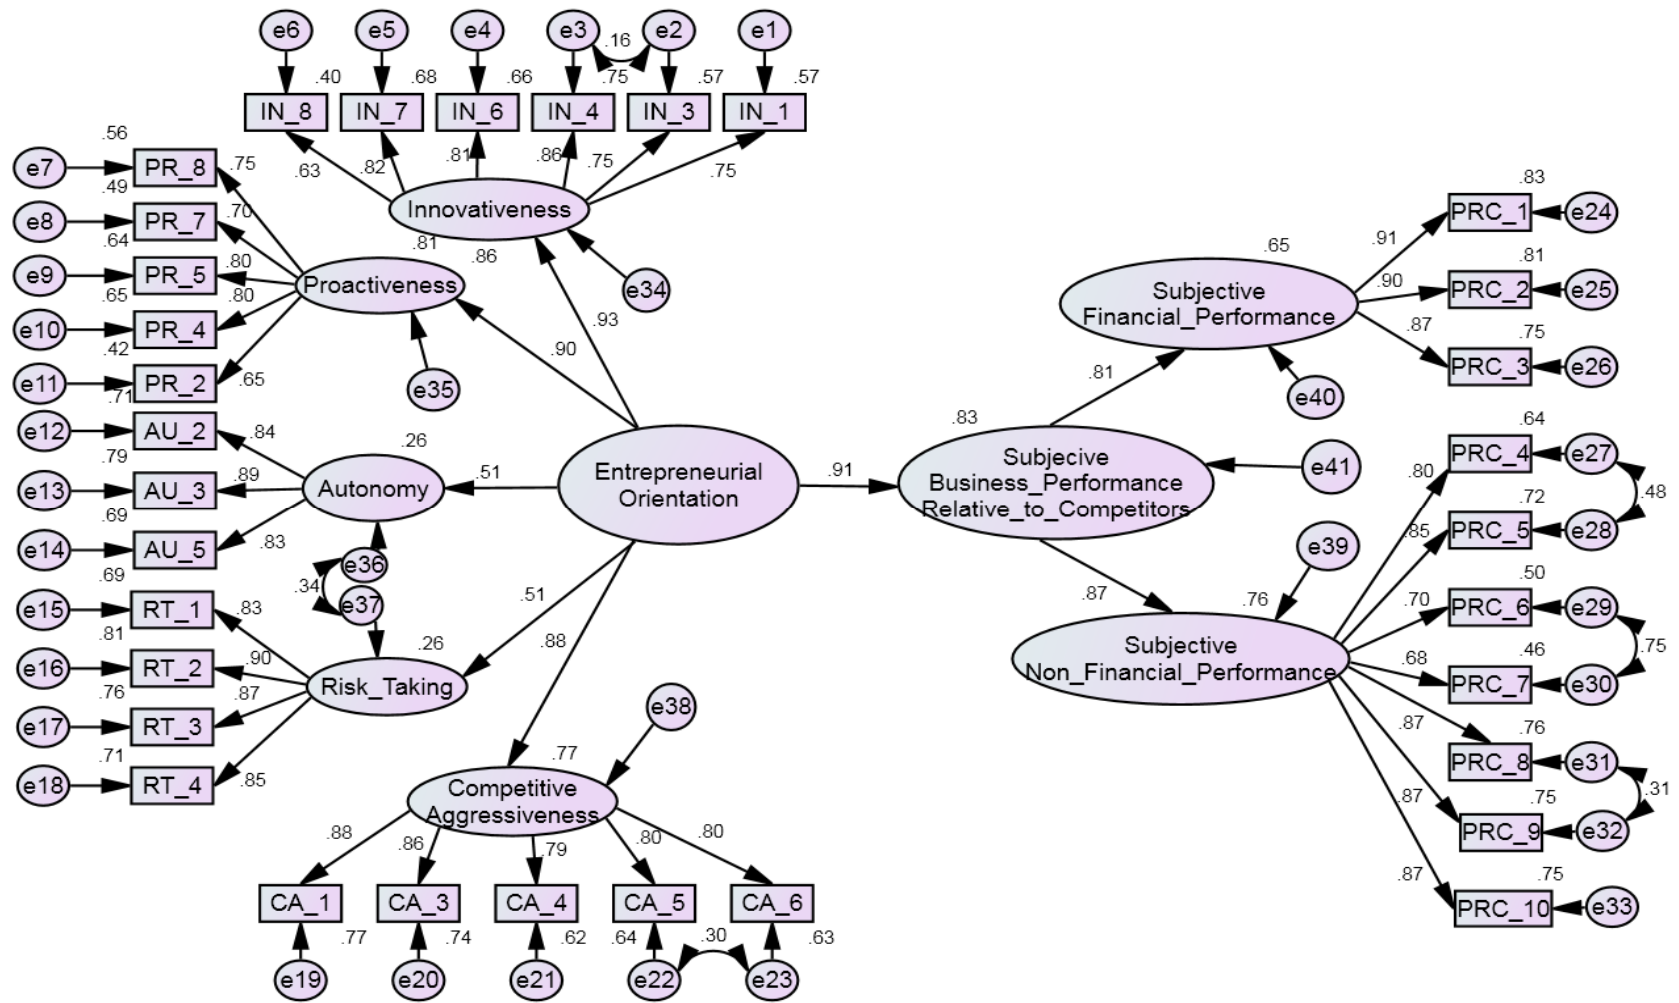 e6 e5 e4 e3 .16 e2 e1
.40 .68 .66 .75 .57 .57
IN_8 IN_7 IN_6 IN_4 IN_3 IN_1
.63 .82 .81 .86 .75 .75
Innovativeness
.81 .86
e34
.56
e7 PR_8 .75
.49
e8 PR_7 .70
.64
e9 PR_5 .80
.65
e10 PR_4 .80
.42
e11 PR_2 .65
Proactiveness
e35
.93
.90
.71
e12 AU_2 .84
.79
e13 AU_3 .89
.69
e14 AU_5 .83
.26
Autonomy
.51
e36
.34
e37
.69
e15 RT_1 .83
.81
e16 RT_2 .90
.76
e17 RT_3 .87
.71
e18 RT_4 .85
.26
Risk_Taking
.51
.88
Entrepreneurial
Orientation
e38
.77
Competitive
Aggressiveness
.88 .86 .79 .80 .80
CA_1 CA_3 CA_4 CA_5 CA_6
.77 .74 .62 .64 .30 .63
e19 e20 e21 e22 e23
.91
.83
Subjecive
Business_Performance
Relative_to_Competitors
e41
.81
.65
Subjective
Financial_Performance
e40
.83
.91 PRC_1 e24
.81
.90 PRC_2 e25
.75
.87 PRC_3 e26
.87
e39
.76
Subjective
Non_Financial_Performance
.64
.80 PRC_4 e27
.48
.72
.85 PRC_5 e28
.50
.70 PRC_6 e29
.75
.46
.68 PRC_7 e30
.76
.87 PRC_8 e31
.31
.75
.87 PRC_9 e32
.75
.87 PRC_10 e33